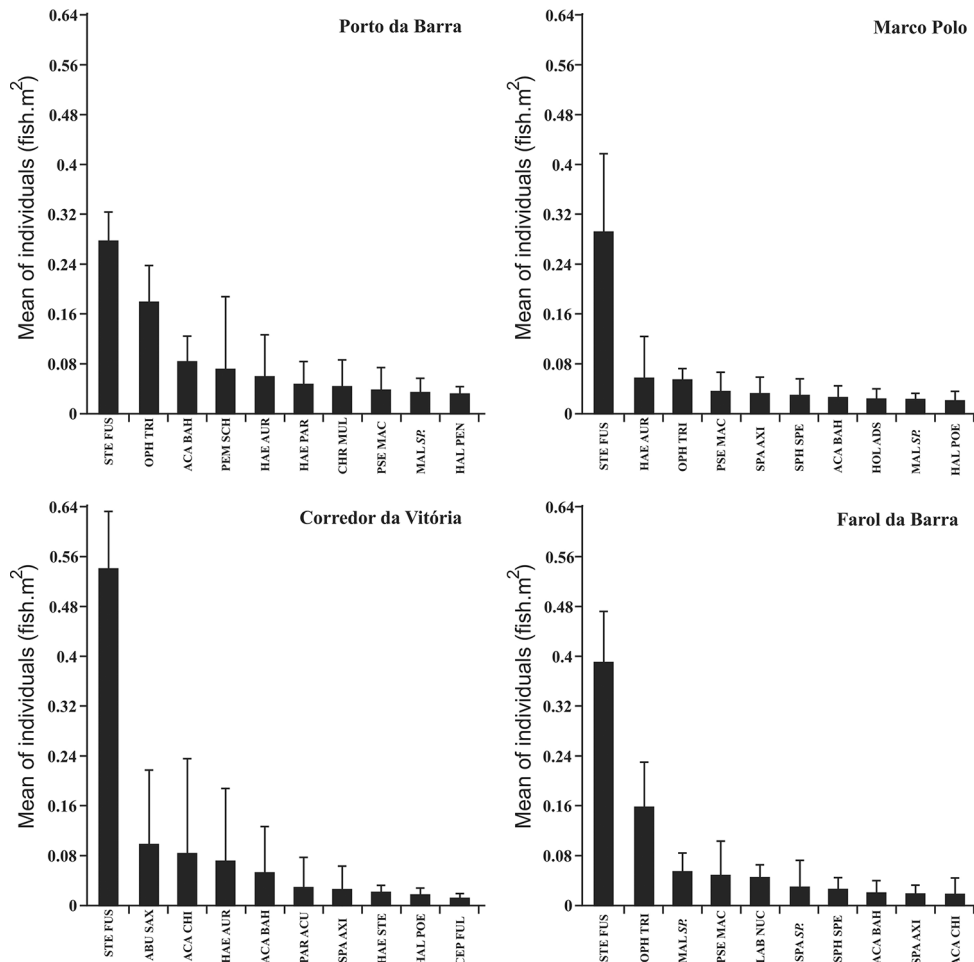 Porto da Barra
Mean of individuals (fish.m²)
0.64
0.56
0.48
0.4
0.32
0.24
0.16
0.08
0
STE FUS
OPH TRI
ACA BAH
PEM SCH
HAE AUR
HAE PAR
CHR MUL
PSE MAC
MAL SP.
HAL PEN
Marco Polo
Mean of individuals (fish.m²)
0.64
0.56
0.48
0.4
0.32
0.24
0.16
0.08
0
STE FUS
HAE AUR
OPH TRI
PSE MAC
SPA AXI
SPH SPE
ACA BAH
HOL ADS
MAL SP.
HAL POE
Corredor da Vitória
Mean of individuals (fish.m²)
0.64
0.56
0.48
0.4
0.32
0.24
0.16
0.08
0
STE FUS
ABU SAX
ACA CHI
HAE AUR
ACA BAH
PAR ACU
SPA AXI
HAE STE
HAL POE
CEP FUL
Farol da Barra
Mean of individuals (fish.m²)
0.64
0.56
0.48
0.4
0.32
0.24
0.16
0.08
0
STE FUS
OPH TRI
MAL SP.
PSE MAC
LAB NUC
SPA SP.
SPH SPE
ACA BAH
SPA AXI
ACA CHI